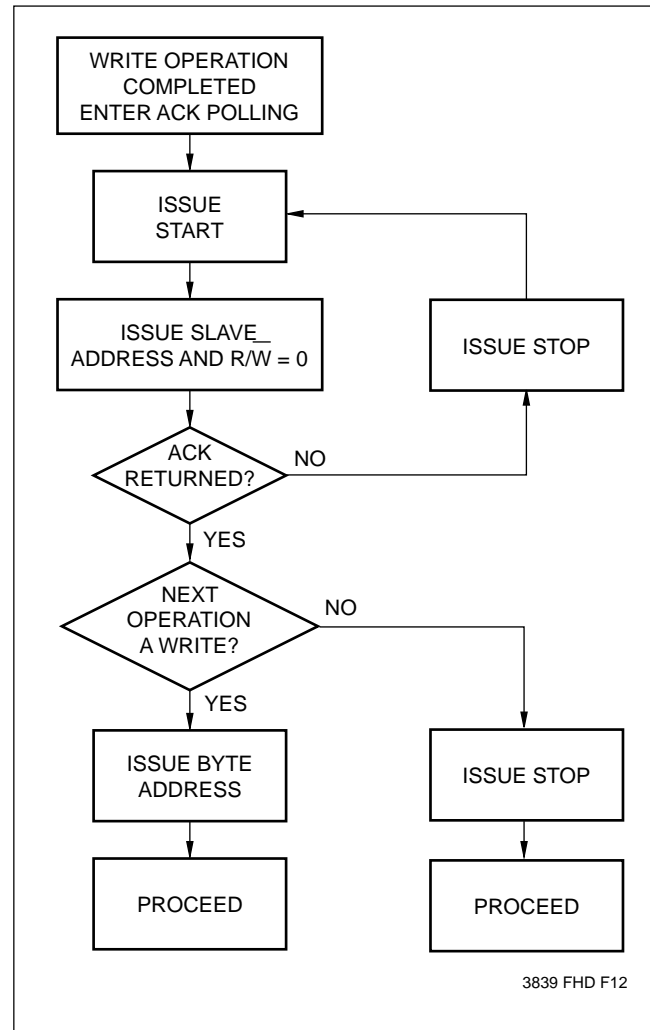 WRITE OPERATION
COMPLETED
ENTER ACK POLLING
ISSUE
START
ISSUE SLAVE
ADDRESS AND R/W̅ = 0
ISSUE STOP
ACK
RETURNED?
NO
YES
NEXT
OPERATION
A WRITE?
NO
YES
ISSUE BYTE
ADDRESS
ISSUE STOP
PROCEED
PROCEED
3839 FHD F12